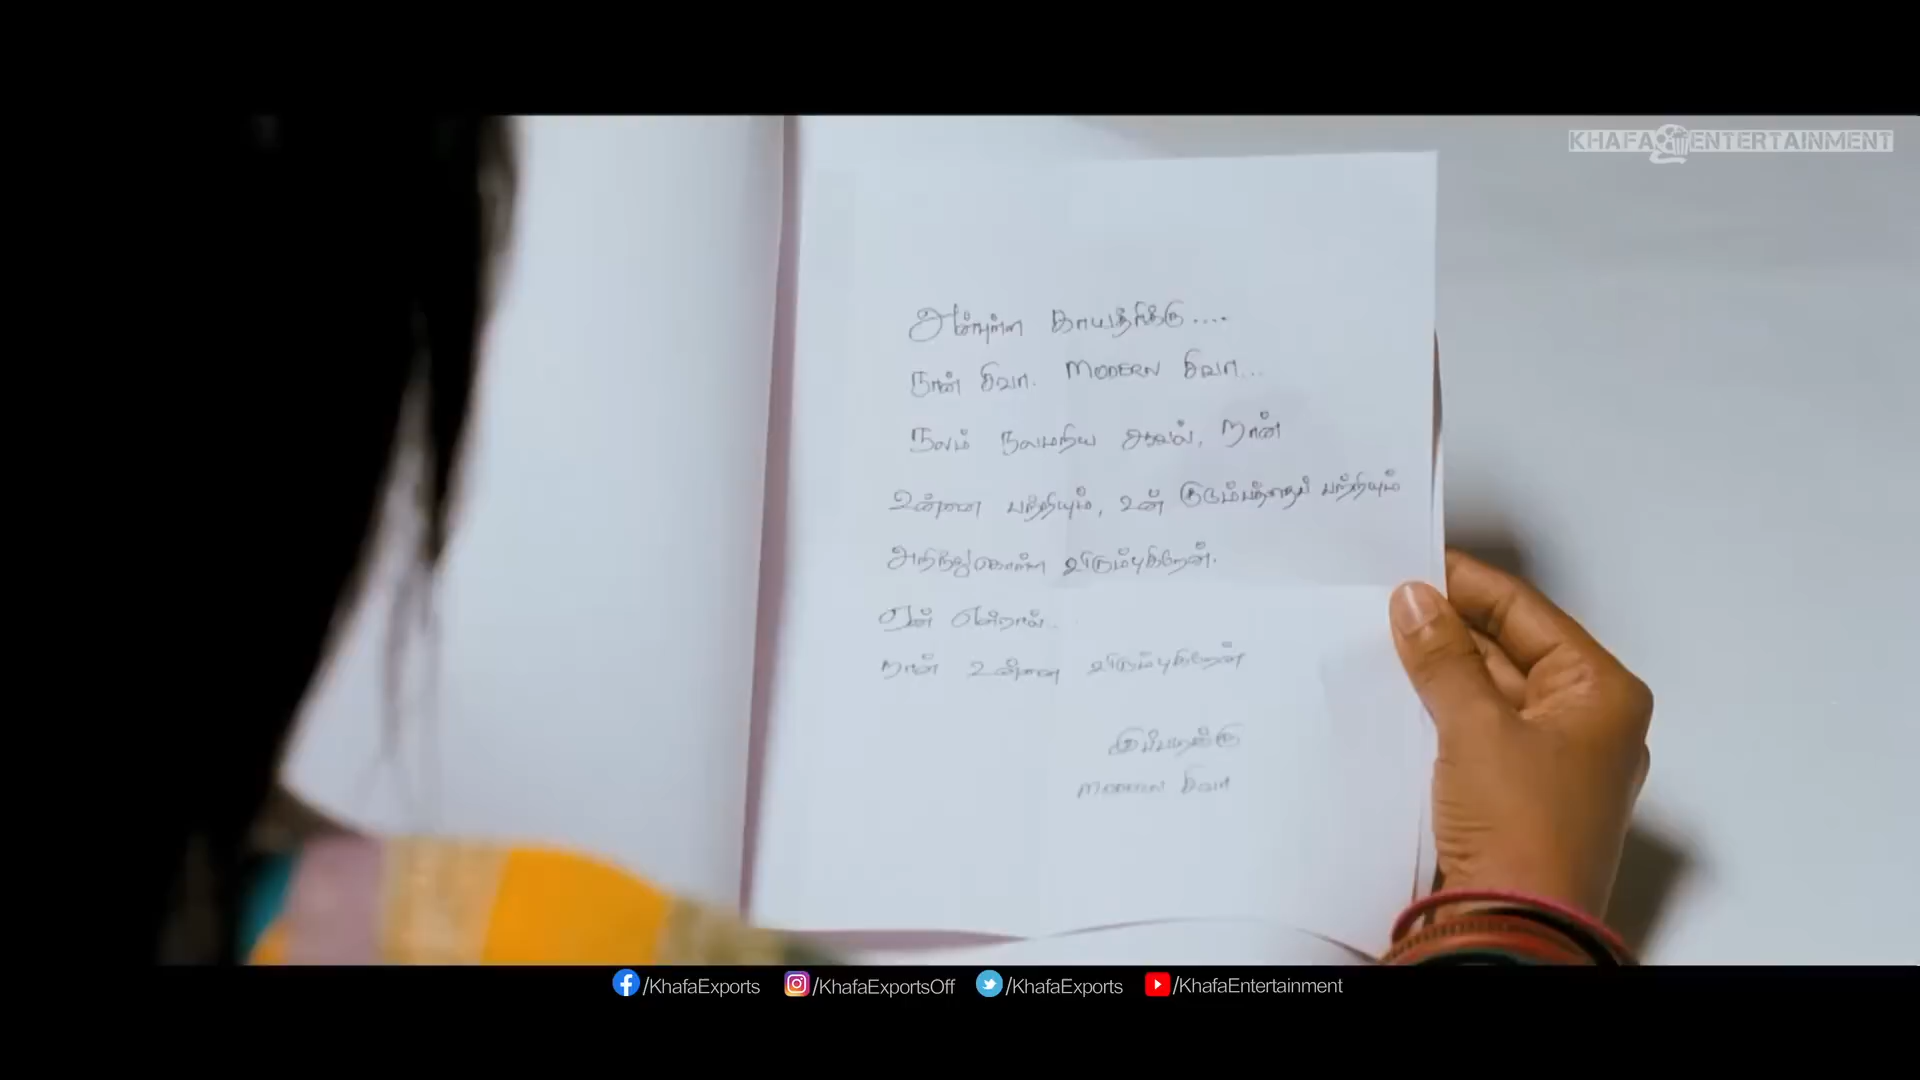 KHAFA ENTERTAINMENT
அன்புள்ள காயத்ரிக்கு....
நான் சிவா. MODERN சிவா...
நலம் நலமறிய ஆவல், நான்
உன்னை பற்றியும், உன் குடும்பத்தைப் பற்றியும்
அறிந்துகொள்ள விரும்புகிறேன்.
ஏன் என்றால்..
நான் உன்னை விரும்புகிறேன்
இப்படிக்கு
MODERN சிவா
/KhafaExports /KhafaExportsOff /KhafaExports /KhafaEntertainment